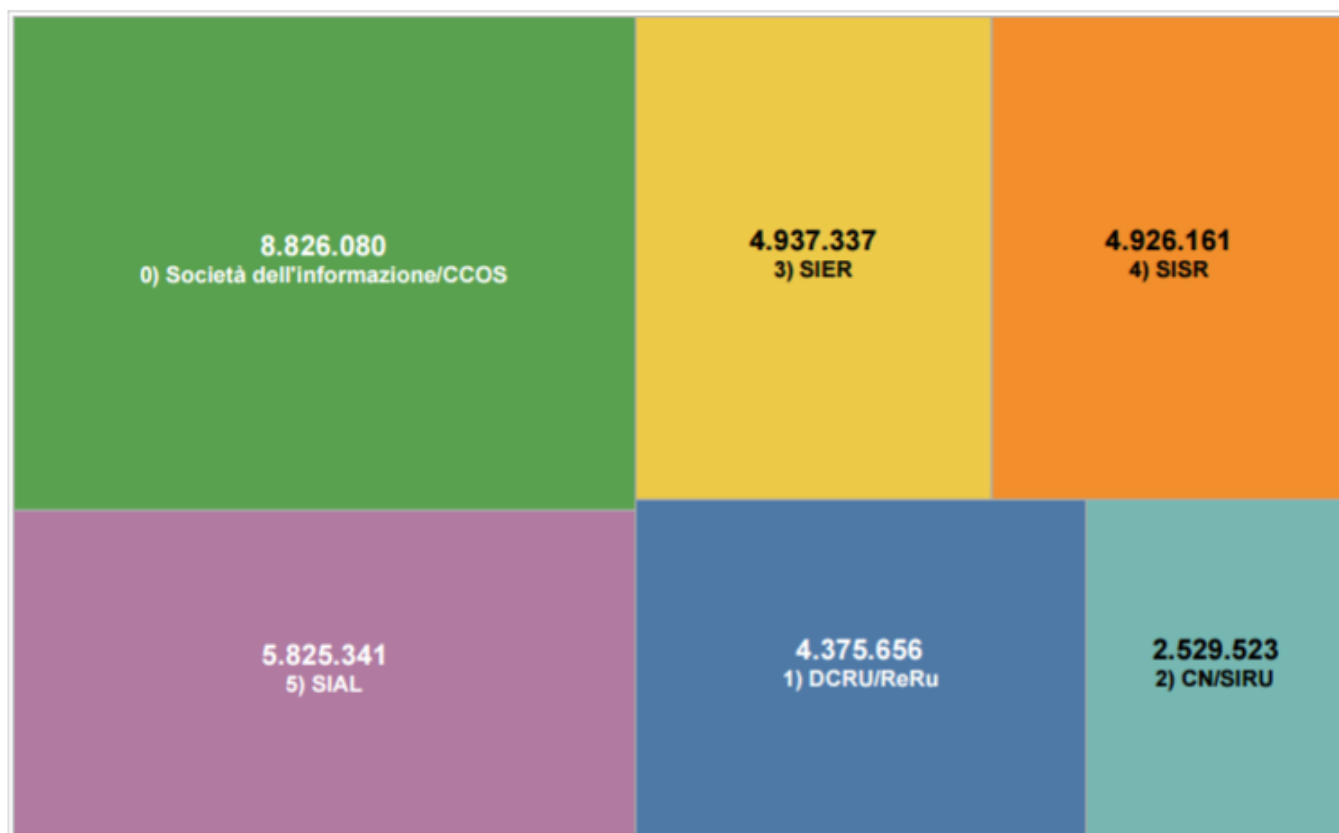 8.826.080
0) Società dell'informazione/CCOS
4.937.337
3) SIER
4.926.161
4) SISR
5.825.341
5) SIAL
4.375.656
1) DCRU/ReRu
2.529.523
2) CN/SIRU